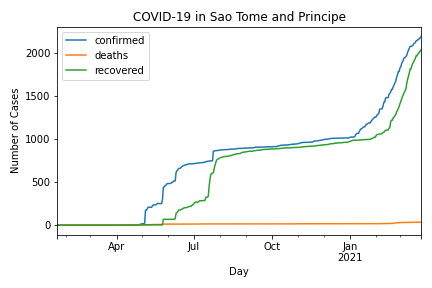 COVID-19 in Sao Tome and Principe
confirmed
deaths
recovered
Number of Cases
2000
1500
1000
500
0
Apr
Jul
Oct
Jan
2021
Day